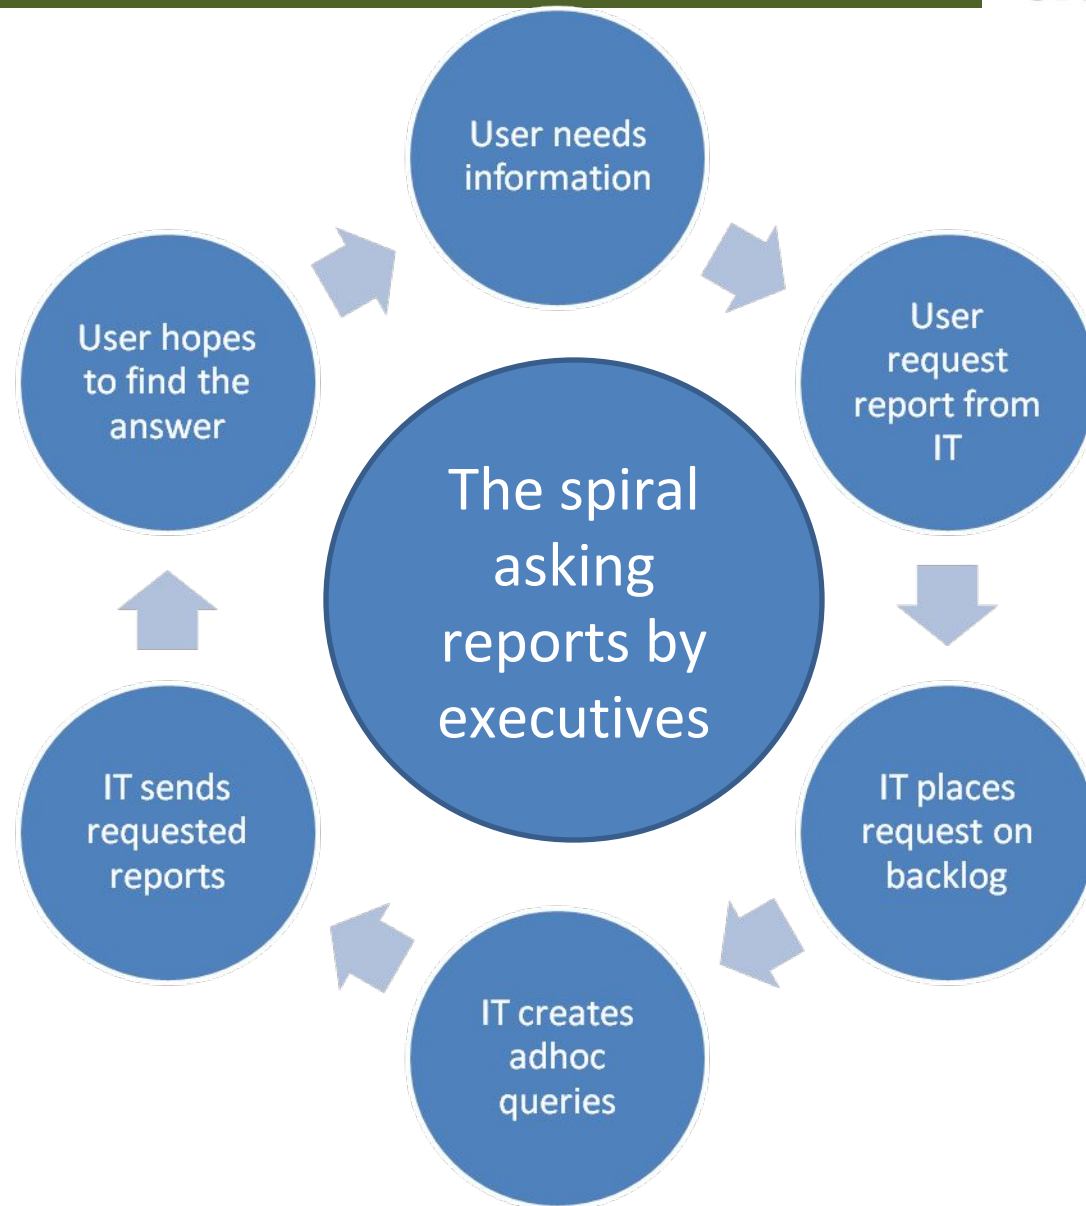 User needs
information
User
request
report from
IT
IT places
request on
backlog
IT creates
adhoc
queries
IT sends
requested
reports
User hopes
to find the
answer
The spiral
asking
reports by
executives